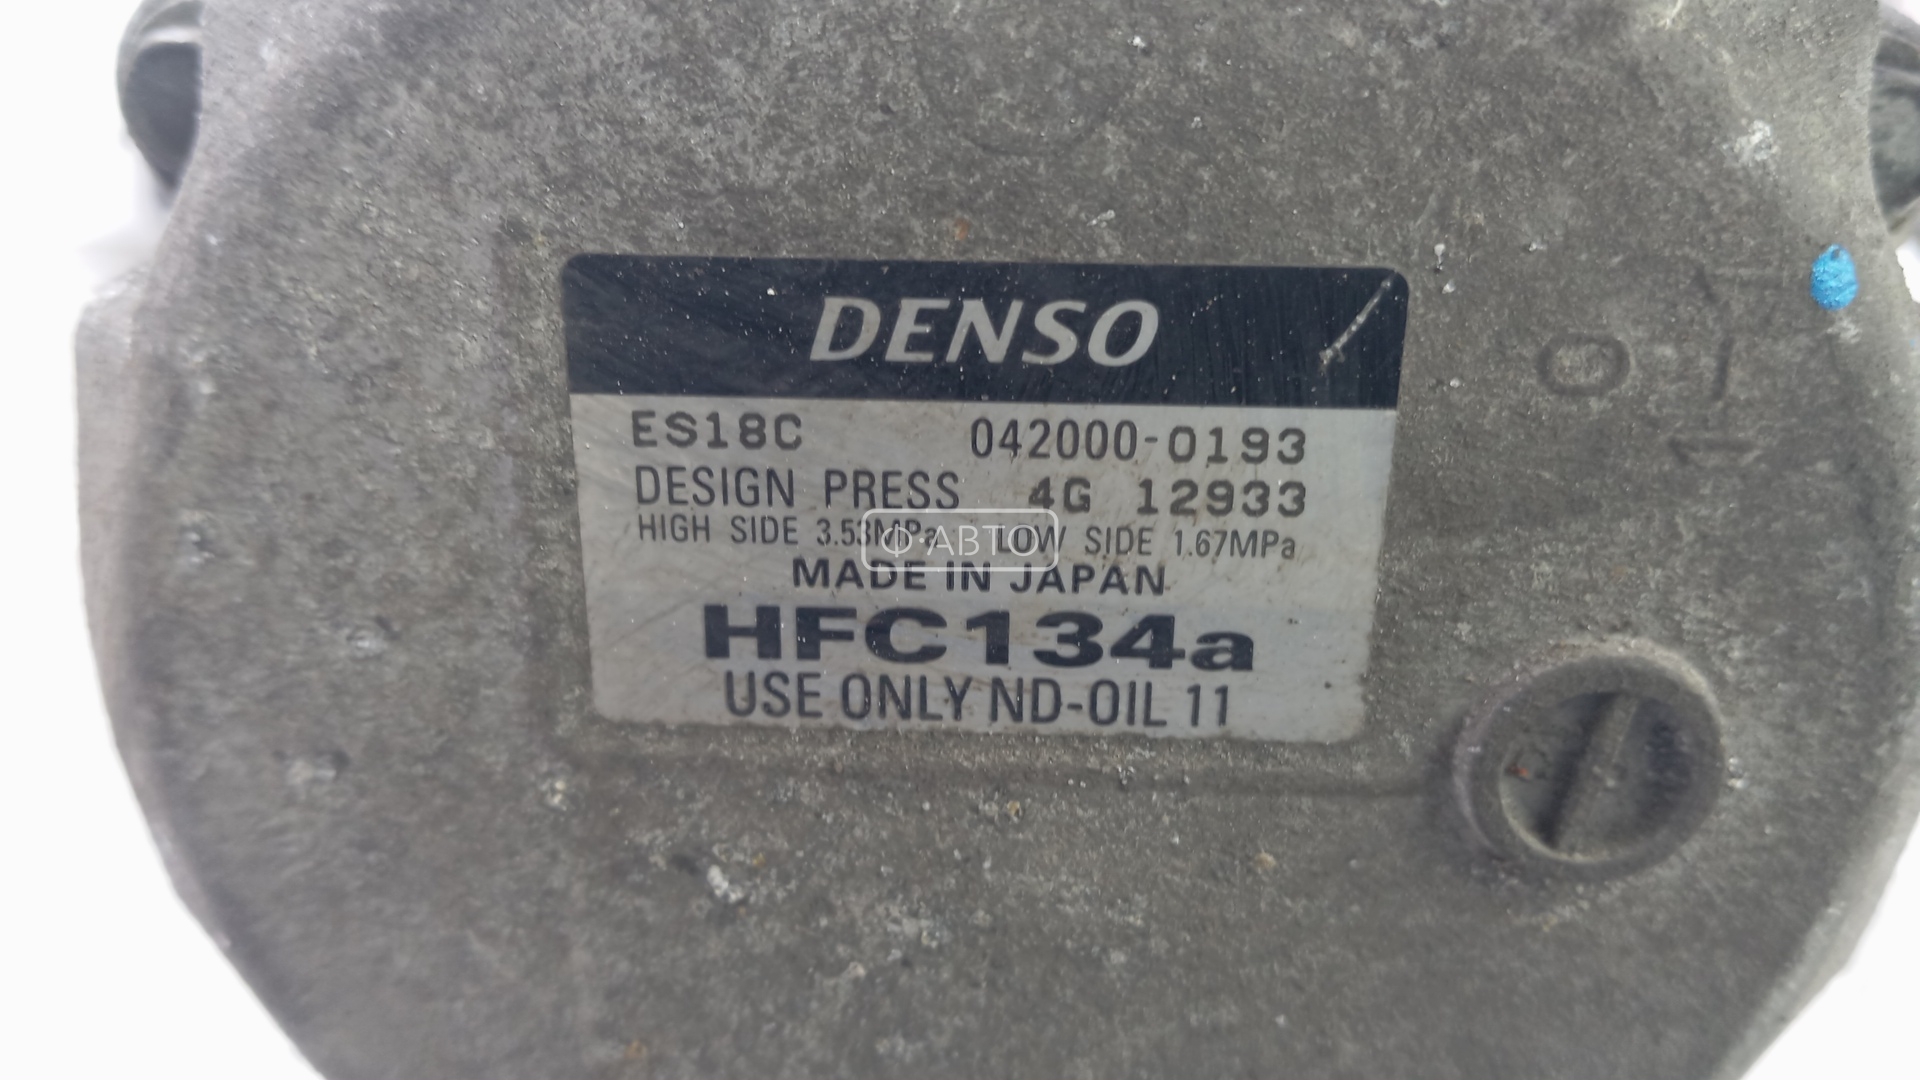 DENSO
ES18C 042000-0193
DESIGN PRESS 4G 12933
HIGH SIDE 3.53MPa LOW SIDE 1.67MPa
Ф·АВТО
MADE IN JAPAN
HFC134a
USE ONLY ND-OIL 11